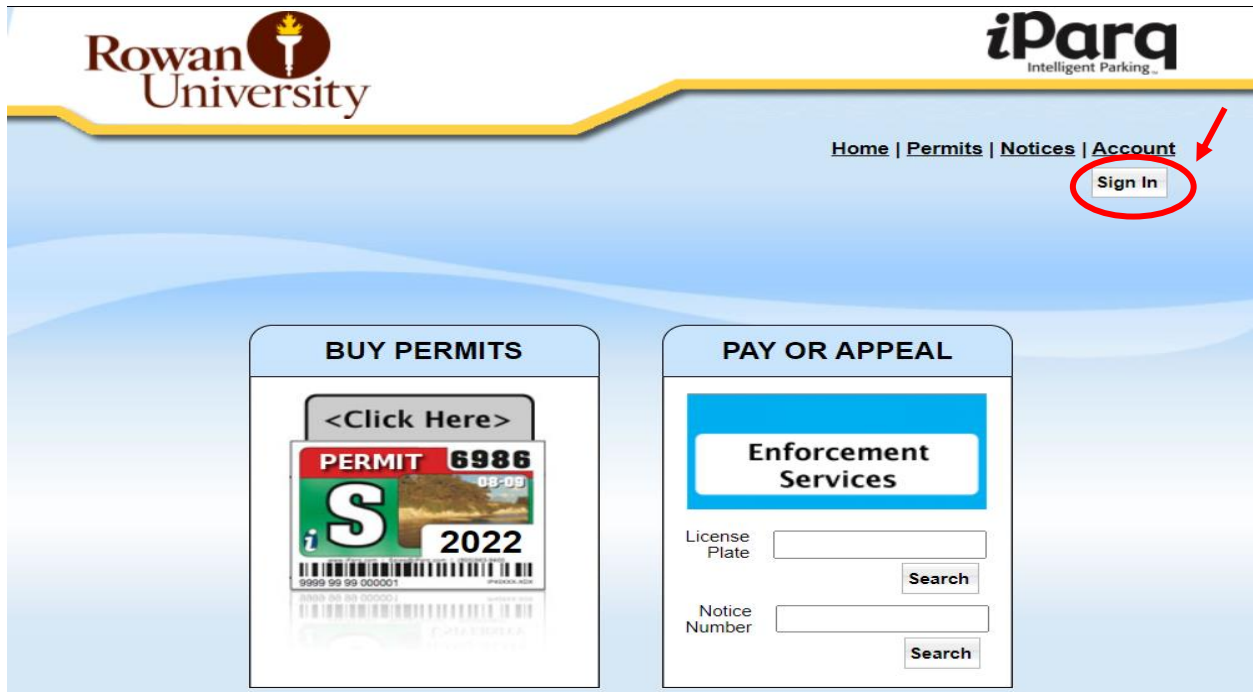 Rowan
University
iParq
Intelligent Parking
Home | Permits | Notices | Account
Sign In
BUY PERMITS
<Click Here>
PERMIT 6986
08-09
S
i
2022
9999 99 99 000001
PAY OR APPEAL
Enforcement
Services
License
Plate
Search
Notice
Number
Search